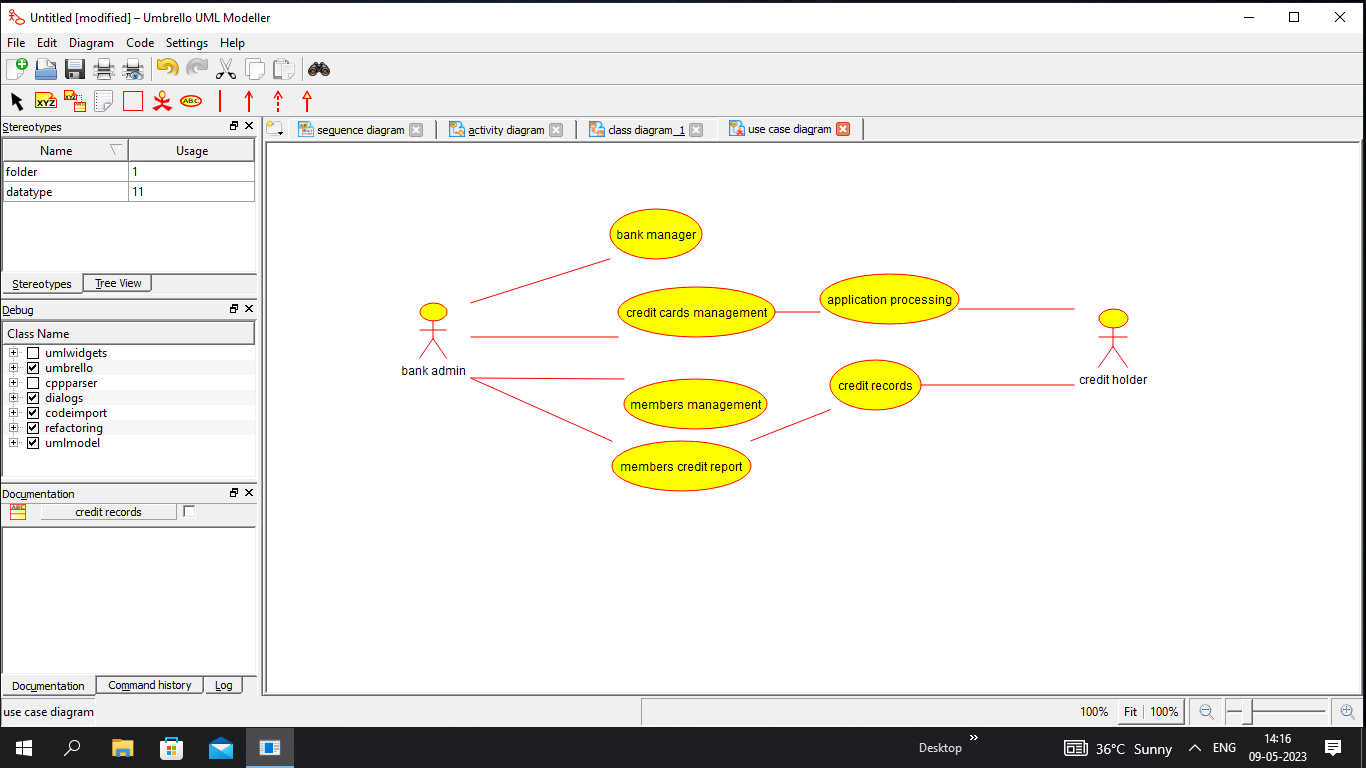 Untitled [modified] – Umbrello UML Modeller
File Edit Diagram Code Settings Help
XYZ XYZ ABC
Stereotypes
Name Usage
folder 1
datatype 11
Stereotypes Tree View
Debug
Class Name
umlwidgets
umbrello
cppparser
dialogs
codeimport
refactoring
umlmodel
Documentation
ABC credit records
Documentation Command history Log
sequence diagram activity diagram class diagram_1 use case diagram
bank manager
credit cards management
application processing
bank admin
credit holder
credit records
members management
members credit report
use case diagram
100% Fit 100%
Desktop » 36°C Sunny ENG
14:16
09-05-2023